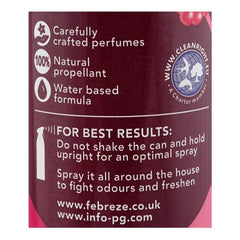 Carefully
crafted perfumes
100%
Natural
propellant
Water based
formula
WWW.CLEANRIGHT.EU
A Charter member
FOR BEST RESULTS:
Do not shake the can and hold
upright for an optimal spray
Spray it all around the house
to fight odours and freshen
www.febreze.co.uk
www.info-pg.com